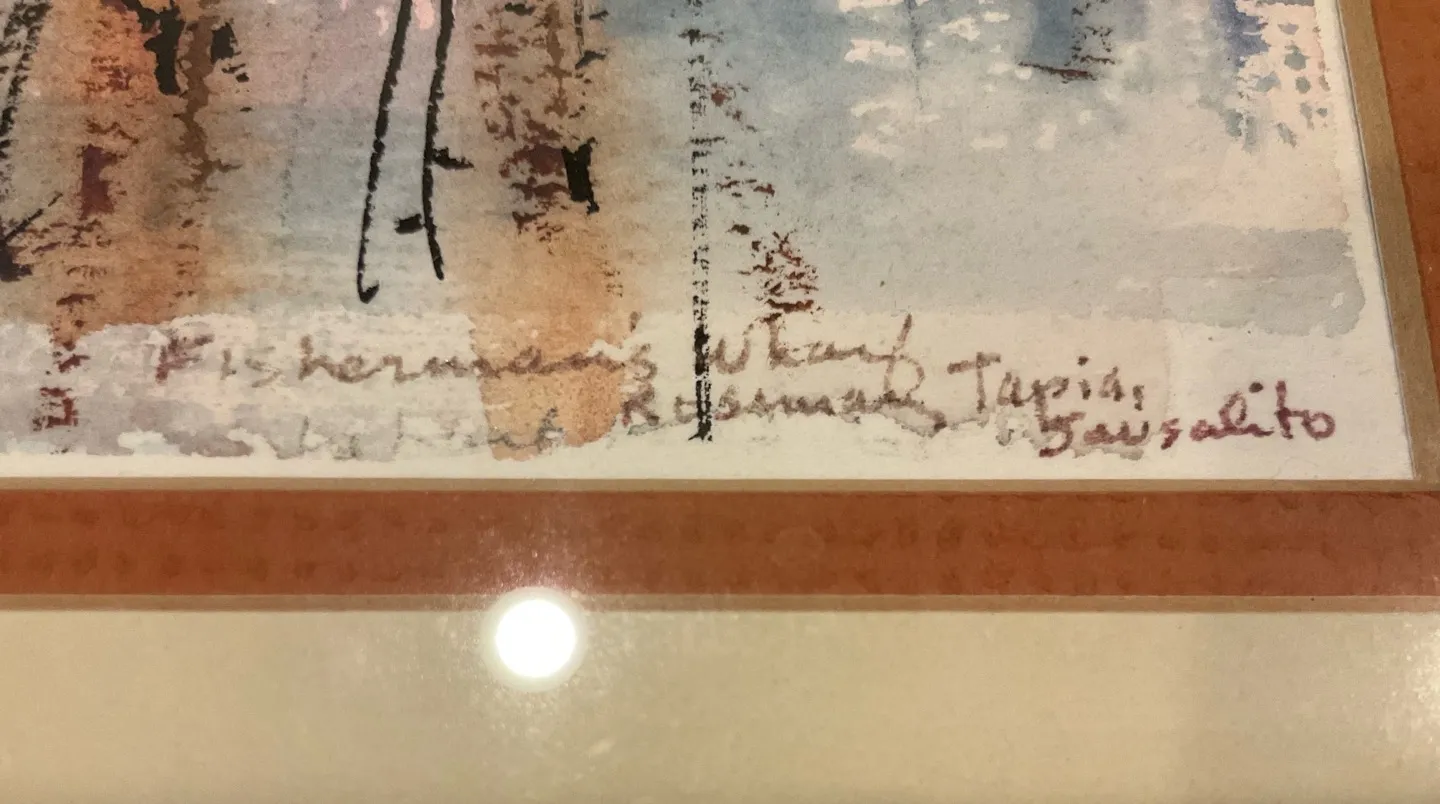 Fisherman's Wharf
Rosemary Tapia,
Sausalito